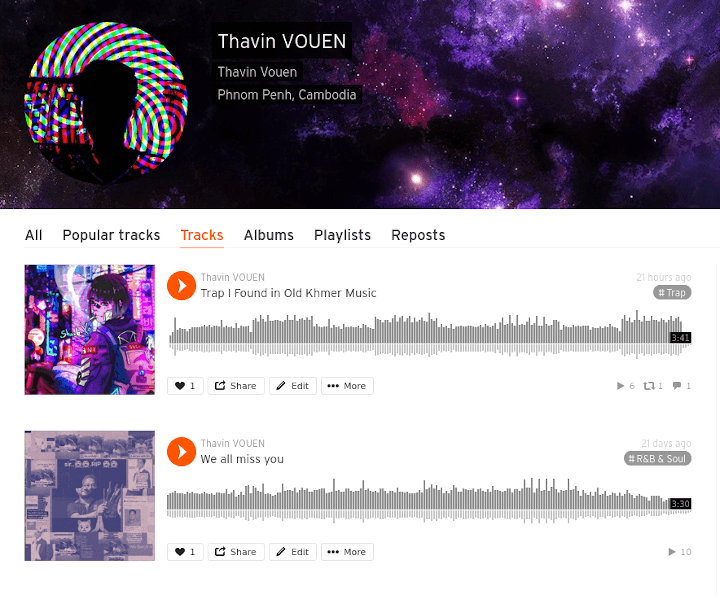 Thavin VOUEN
Thavin Vouen
Phnom Penh, Cambodia
All Popular tracks Tracks Albums Playlists Reposts
Thavin VOUEN
21 hours ago
Trap I Found in Old Khmer Music
# Trap
3:41
1 Share Edit More
6 1 1
Thavin VOUEN
21 days ago
We all miss you
# R&B & Soul
3:30
1 Share Edit More
10